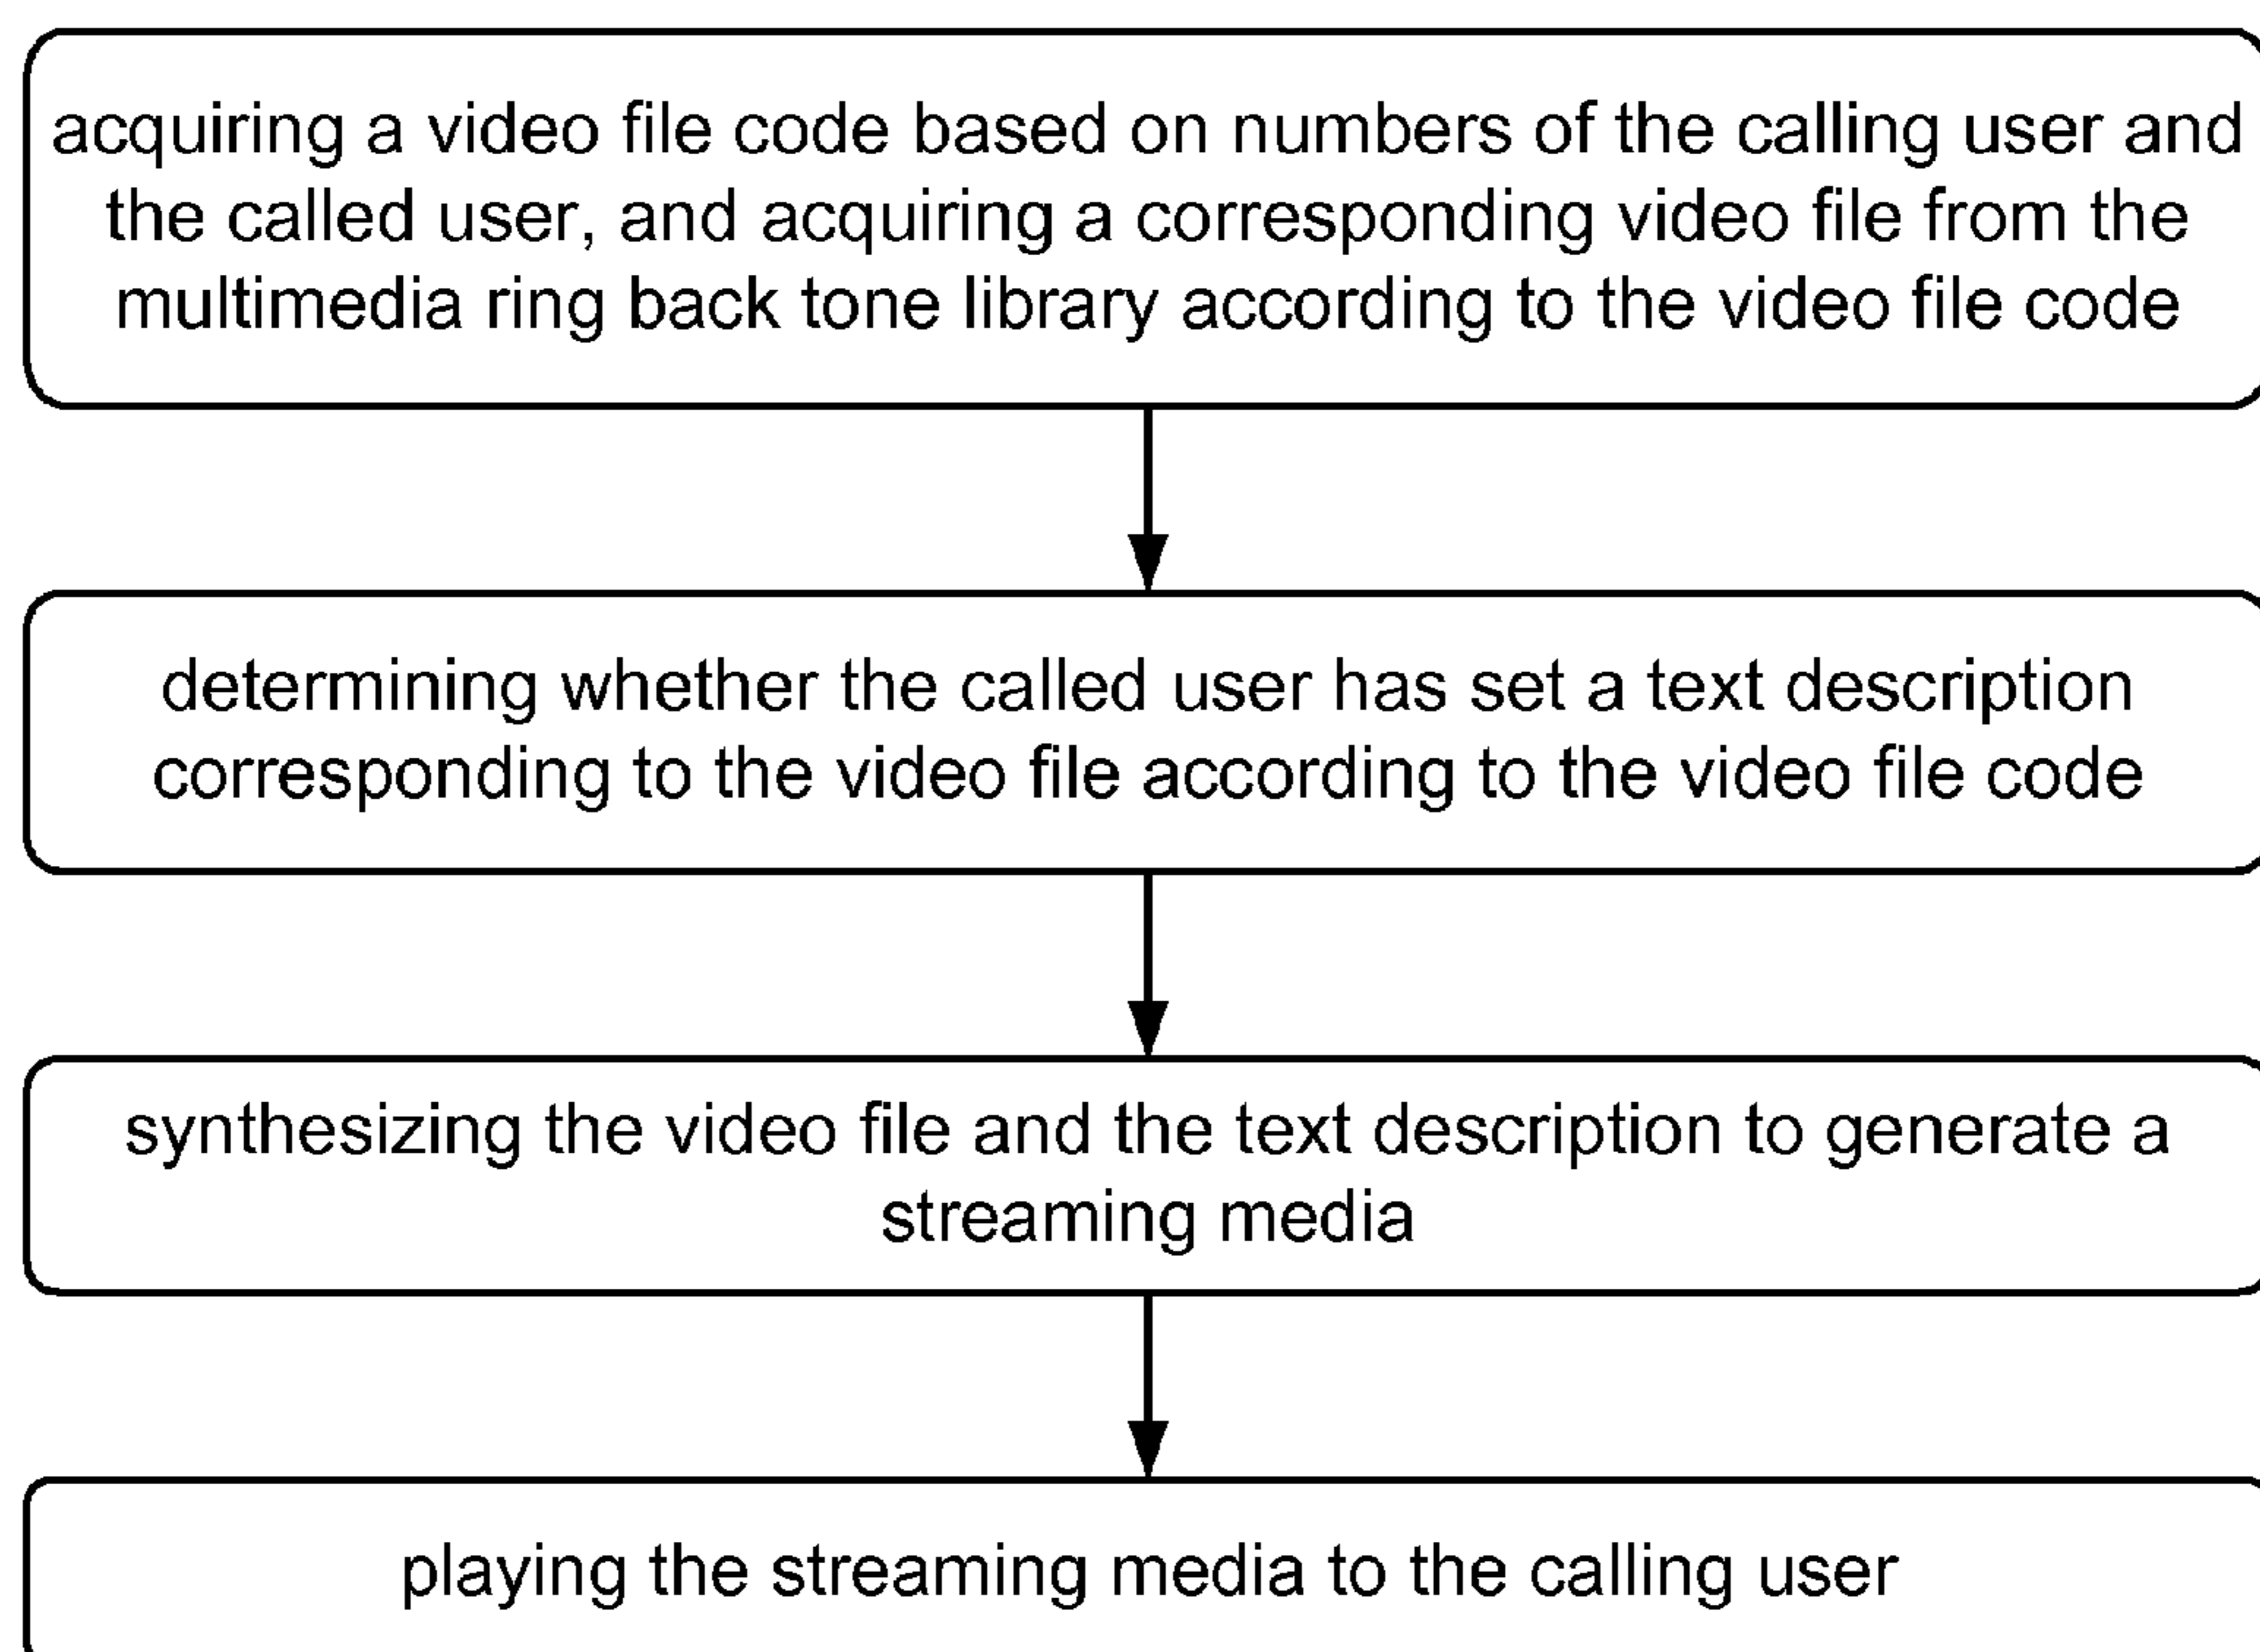 acquiring a video file code based on numbers of the calling user and
the called user, and acquiring a corresponding video file from the
multimedia ring back tone library according to the video file code
determining whether the called user has set a text description
corresponding to the video file according to the video file code
synthesizing the video file and the text description to generate a
streaming media
playing the streaming media to the calling user